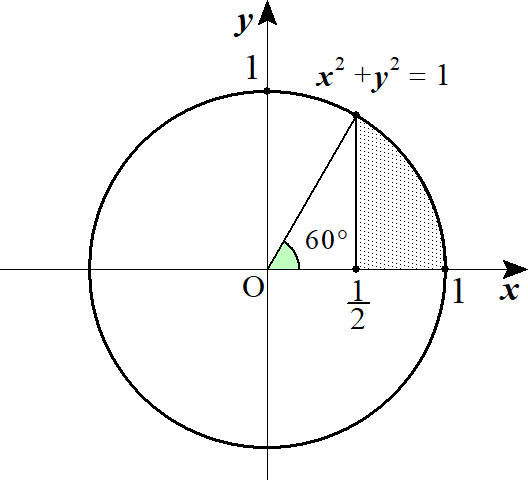 y
1
x² + y² = 1
60°
O
1/2
1
x